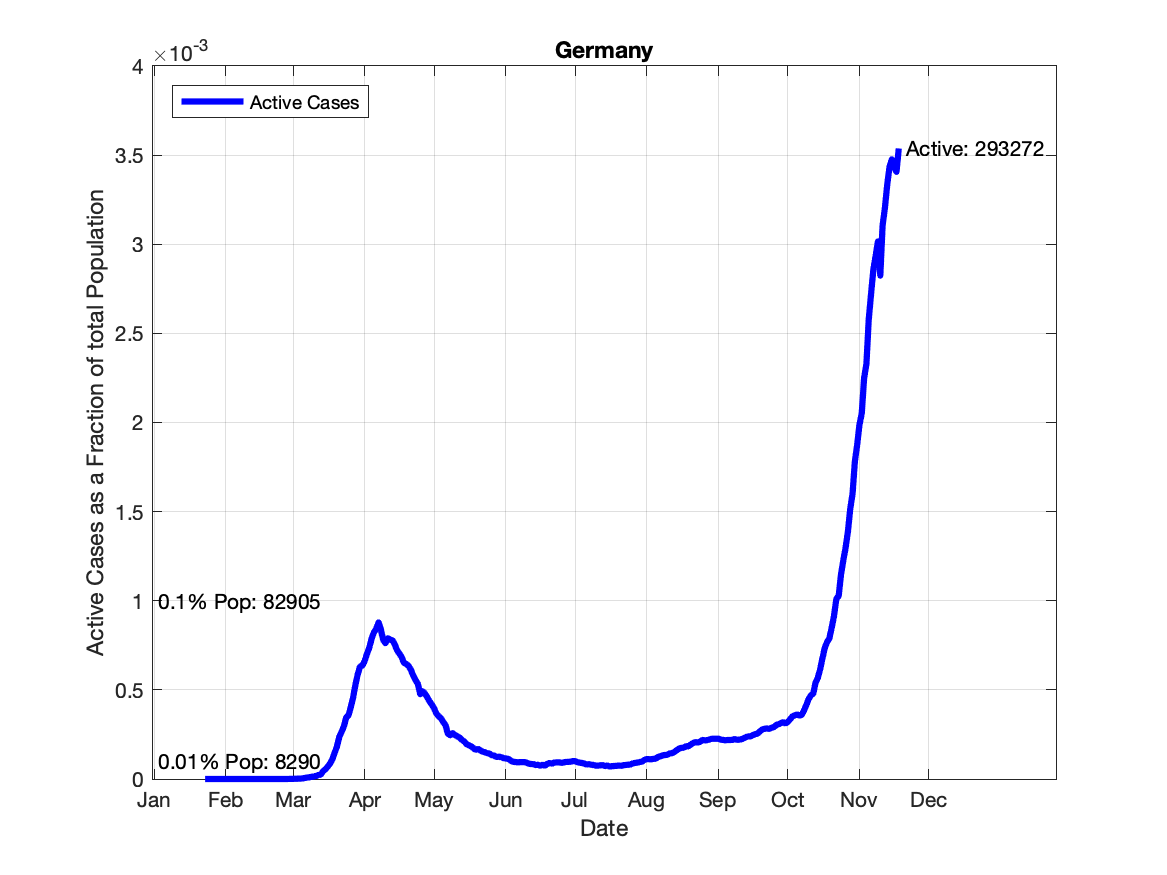 Germany
×10-3
Active Cases
4
3.5
3
2.5
2
1.5
1
0.5
0
Active Cases as a Fraction of total Population
Active: 293272
0.1% Pop: 82905
0.01% Pop: 8290
Jan Feb Mar Apr May Jun Jul Aug Sep Oct Nov Dec
Date